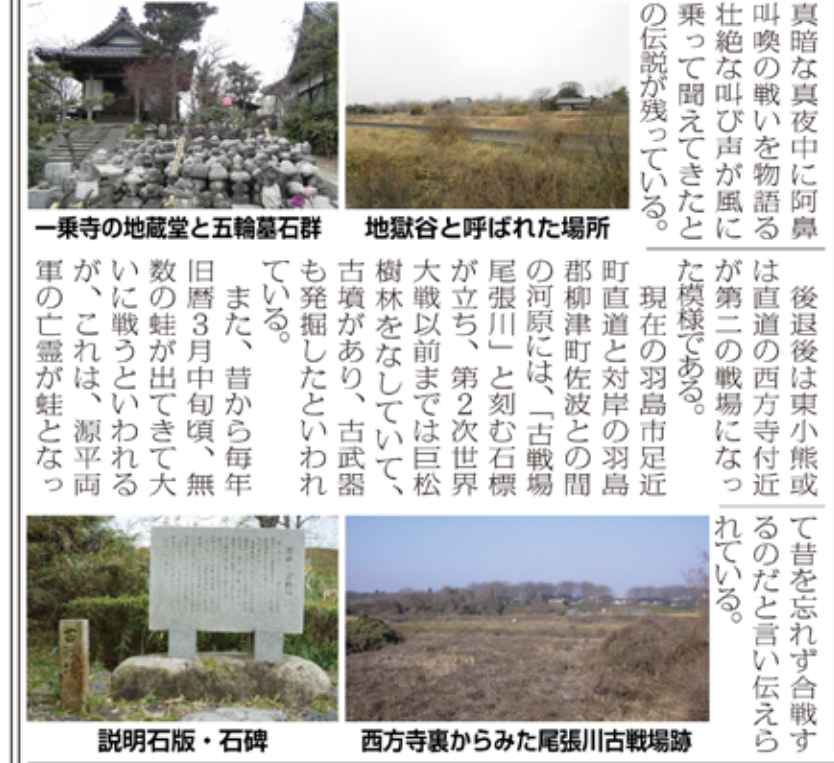 真暗な真夜中に阿鼻
叫喚の戦いを物語る
壮絶な叫び声が風に
乗って聞えてきたと
の伝説が残っている。
一乗寺の地蔵堂と五輪墓石群
地獄谷と呼ばれた場所
後退後は東小熊或
は直道の西方寺付近
が第二の戦場になっ
た模様である。
現在の羽島市足近
町直道と対岸の羽島
郡柳津町佐波との間
の河原には、「古戦場
尾張川」と刻む石標
が立ち、第2次世界
大戦以前までは巨松
樹林をなしていて、
古墳があり、古武器
も発掘したといわれ
ている。
また、昔から毎年
旧暦3月中旬頃、無
数の蛙が出てきて大
いに戦うといわれる
が、これは、源平両
軍の亡霊が蛙となっ
て昔を忘れず合戦す
るのだと言い伝えら
れている。
説明石版・石碑
西方寺裏からみた尾張川古戦場跡